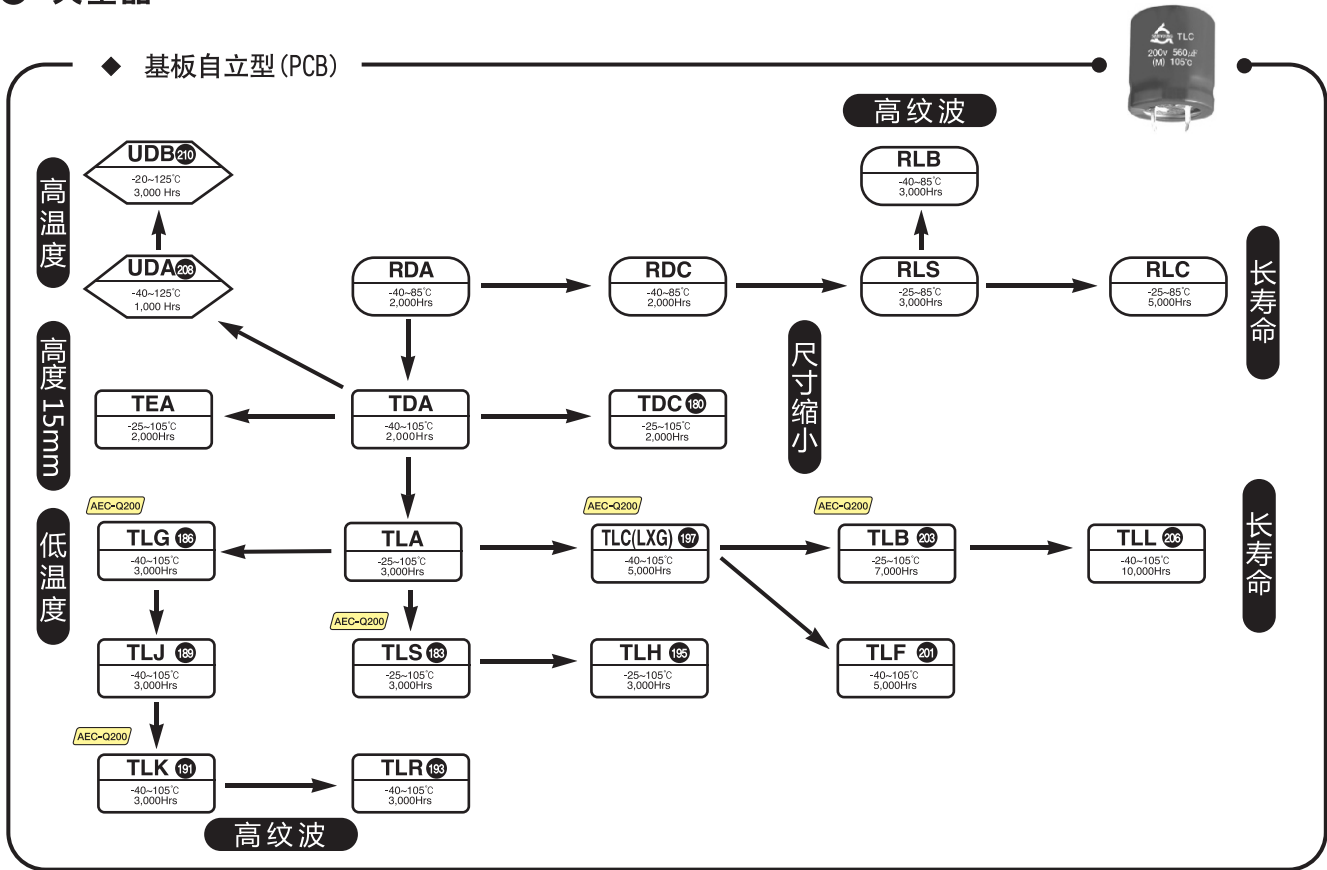 ◆ 基板自立型(PCB)
TLC
200v 560µF
(M) 105℃
高纹波
高温度
UDB 210
-20~125℃
3,000 Hrs
RLB
-40~85℃
3,000Hrs
UDA 208
-40~125℃
1,000 Hrs
RDA
-40~85℃
2,000Hrs
RDC
-40~85℃
2,000Hrs
RLS
-25~85℃
3,000Hrs
RLC
-25~85℃
5,000Hrs
长寿命
高度 15mm
尺寸缩小
TEA
-25~105℃
2,000Hrs
TDA
-40~105℃
2,000Hrs
TDC 180
-25~105℃
2,000Hrs
低温度
AEC-Q200
TLG 186
-40~105℃
3,000Hrs
TLA
-25~105℃
3,000Hrs
AEC-Q200
TLC(LXG) 197
-40~105℃
5,000Hrs
AEC-Q200
TLB 203
-25~105℃
7,000Hrs
TLL 206
-40~105℃
10,000Hrs
长寿命
TLJ 189
-40~105℃
3,000Hrs
AEC-Q200
TLS 183
-25~105℃
3,000Hrs
TLH 195
-25~105℃
3,000Hrs
TLF 201
-40~105℃
5,000Hrs
AEC-Q200
TLK 191
-40~105℃
3,000Hrs
TLR 193
-40~105℃
3,000Hrs
高纹波